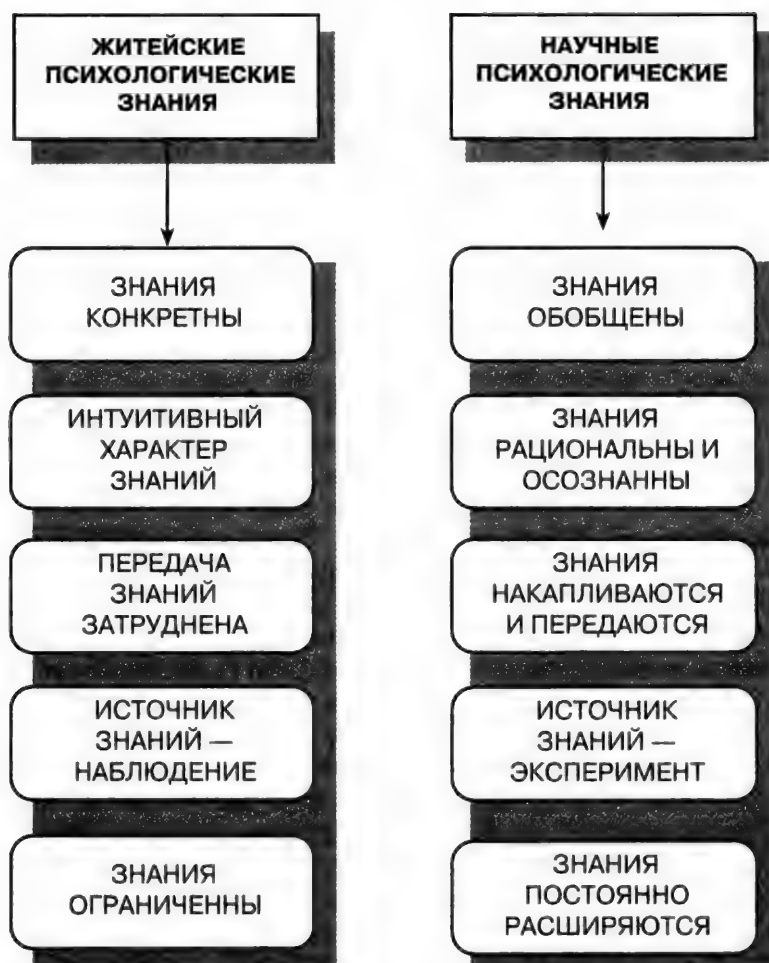 ЖИТЕЙСКИЕ
ПСИХОЛОГИЧЕСКИЕ
ЗНАНИЯ
ЗНАНИЯ
КОНКРЕТНЫ
ИНТУИТИВНЫЙ
ХАРАКТЕР
ЗНАНИЙ
ПЕРЕДАЧА
ЗНАНИЙ
ЗАТРУДНЕНА
ИСТОЧНИК
ЗНАНИЙ —
НАБЛЮДЕНИЕ
ЗНАНИЯ
ОГРАНИЧЕННЫ
НАУЧНЫЕ
ПСИХОЛОГИЧЕСКИЕ
ЗНАНИЯ
ЗНАНИЯ
ОБОБЩЕНЫ
ЗНАНИЯ
РАЦИОНАЛЬНЫ И
ОСОЗНАННЫ
ЗНАНИЯ
НАКАПЛИВАЮТСЯ
И ПЕРЕДАЮТСЯ
ИСТОЧНИК
ЗНАНИЙ —
ЭКСПЕРИМЕНТ
ЗНАНИЯ
ПОСТОЯННО
РАСШИРЯЮТСЯ